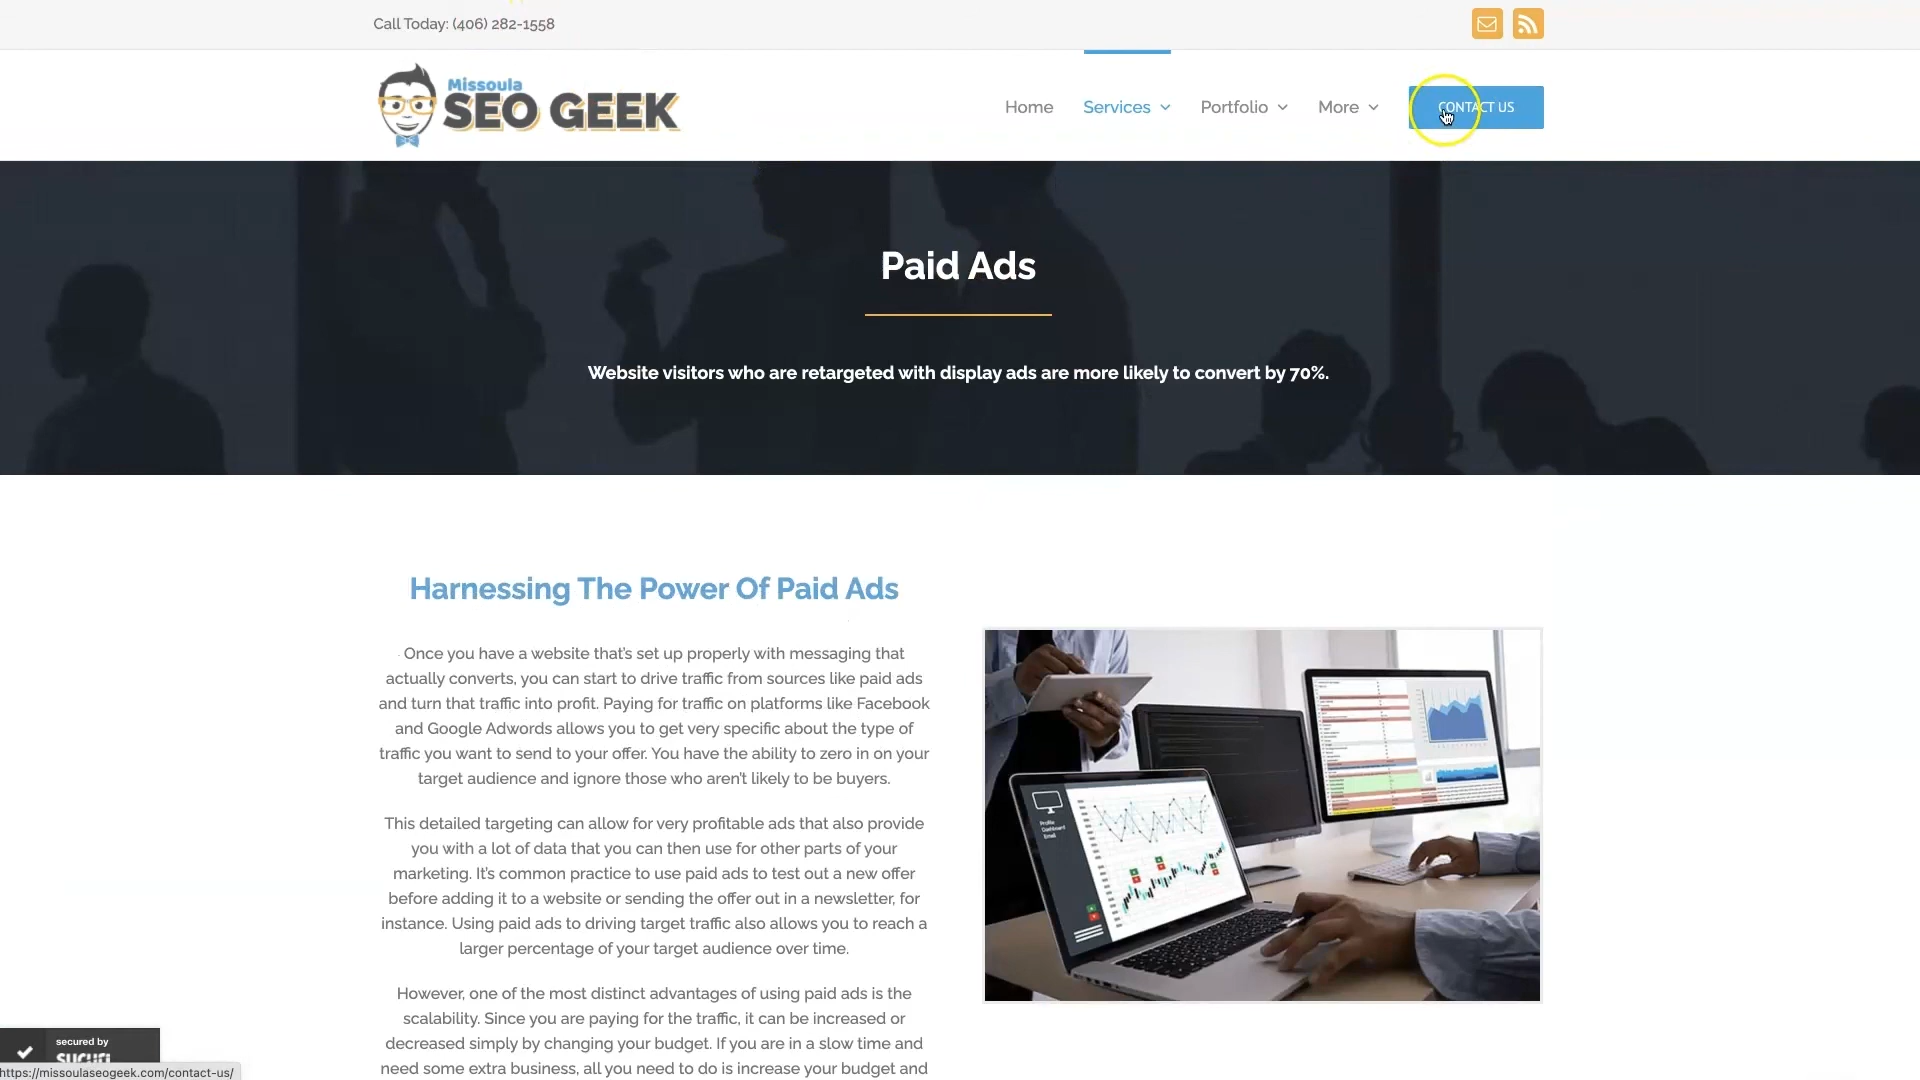 Call Today: (406) 282-1558
Missoula
SEO GEEK
Home
Services
Portfolio
More
CONTACT US
Paid Ads
Website visitors who are retargeted with display ads are more likely to convert by 70%.
Harnessing The Power Of Paid Ads
Once you have a website that's set up properly with messaging that
actually converts, you can start to drive traffic from sources like paid ads
and turn that traffic into profit. Paying for traffic on platforms like Facebook
and Google Adwords allows you to get very specific about the type of
traffic you want to send to your offer. You have the ability to zero in on your
target audience and ignore those who aren't likely to be buyers.
This detailed targeting can allow for very profitable ads that also provide
you with a lot of data that you can then use for other parts of your
marketing. It's common practice to use paid ads to test out a new offer
before adding it to a website or sending the offer out in a newsletter, for
instance. Using paid ads to driving target traffic also allows you to reach a
larger percentage of your target audience over time.
However, one of the most distinct advantages of using paid ads is the
scalability. Since you are paying for the traffic, it can be increased or
decreased simply by changing your budget. If you are in a slow time and
need some extra business, all you need to do is increase your budget and
Profile
Dashboard
Email
secured by
SUCURI
https://missoulaseogeek.com/contact-us/